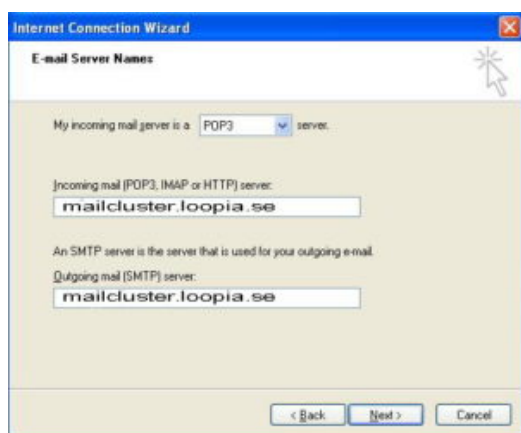 Internet Connection Wizard
E-mail Server Names
My incoming mail server is a POP3 server.
Incoming mail (POP3, IMAP or HTTP) server:
mailcluster.loopia.se
An SMTP server is the server that is used for your outgoing e-mail.
Outgoing mail (SMTP) server:
mailcluster.loopia.se
< Back Next > Cancel